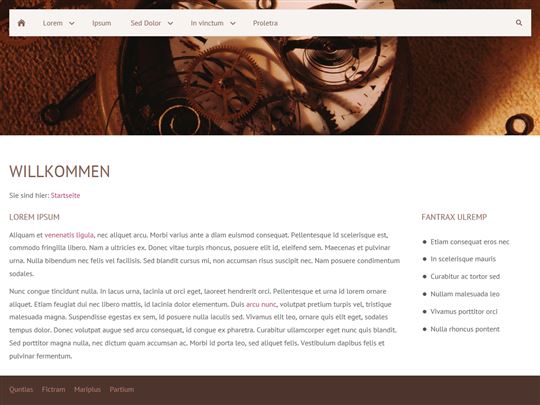 Lorem Ipsum Sed Dolor In vinctum Proletra
WILLKOMMEN
Sie sind hier: Startseite
LOREM IPSUM
Aliquam et venenatis ligula, nec aliquet arcu. Morbi varius ante a diam euismod consequat. Pellentesque id scelerisque est,
commodo fringilla libero. Nam a ultricies ex. Donec vitae turpis rhoncus, posuere elit id, eleifend sem. Maecenas et pulvinar
urna. Nulla bibendum nec felis vel facilisis. Sed blandit cursus mi, non accumsan risus suscipit nec. Nam posuere condimentum
sodales.
Nunc congue tincidunt nulla. In lacus urna, lacinia ut orci eget, laoreet hendrerit orci. Pellentesque et urna id lorem ornare
aliquet. Etiam feugiat dui nec libero mattis, id lacinia dolor elementum. Duis arcu nunc, volutpat pretium turpis vel, tristique
malesuada magna. Suspendisse egestas ex sem, id posuere nulla iaculis sed. Vivamus elit leo, ornare quis elit eget, sodales
tempus dolor. Donec volutpat augue sed arcu consequat, id congue ex pharetra. Curabitur ullamcorper eget nunc quis blandit.
Sed porttitor magna nulla, nec dictum quam accumsan ac. Morbi id porta leo, sed aliquet felis. Vestibulum dapibus felis et
pulvinar fermentum.
FANTRAX ULREMP
Etiam consequat eros nec
In scelerisque mauris
Curabitur ac tortor sed
Nullam malesuada leo
Vivamus porttitor orci
Nulla rhoncus pontent
Quntias Fictram Mariplus Partium